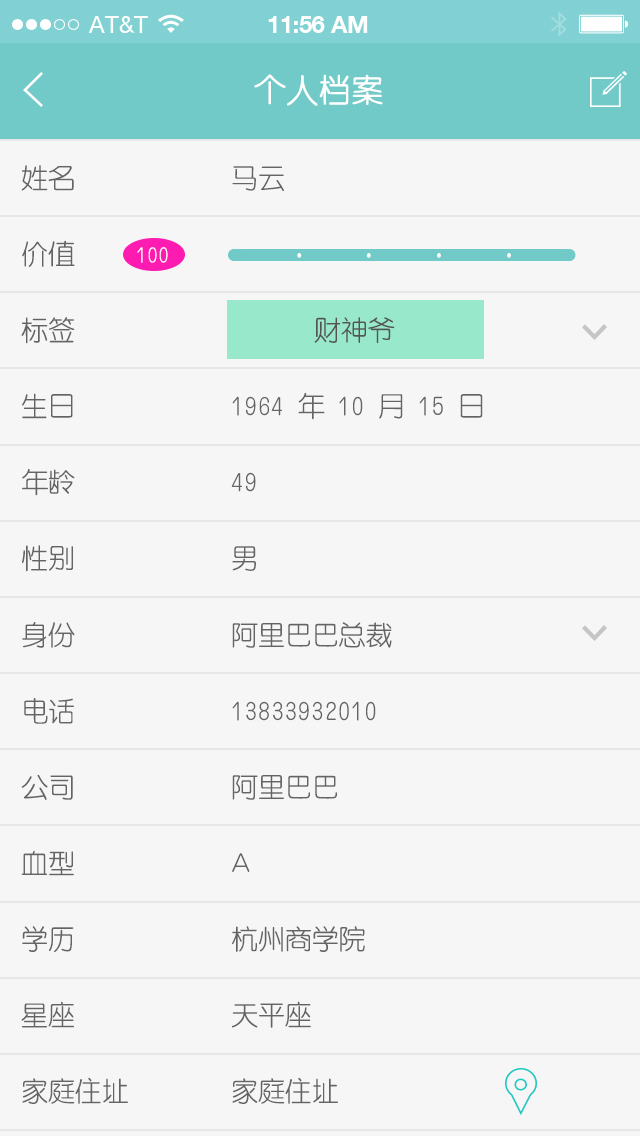 AT&T 11:56 AM
个人档案
姓名 马云
价值 100
标签 财神爷
生日 1964 年 10 月 15 日
年龄 49
性别 男
身份 阿里巴巴总裁
电话 13833932010
公司 阿里巴巴
血型 A
学历 杭州商学院
星座 天平座
家庭住址 家庭住址